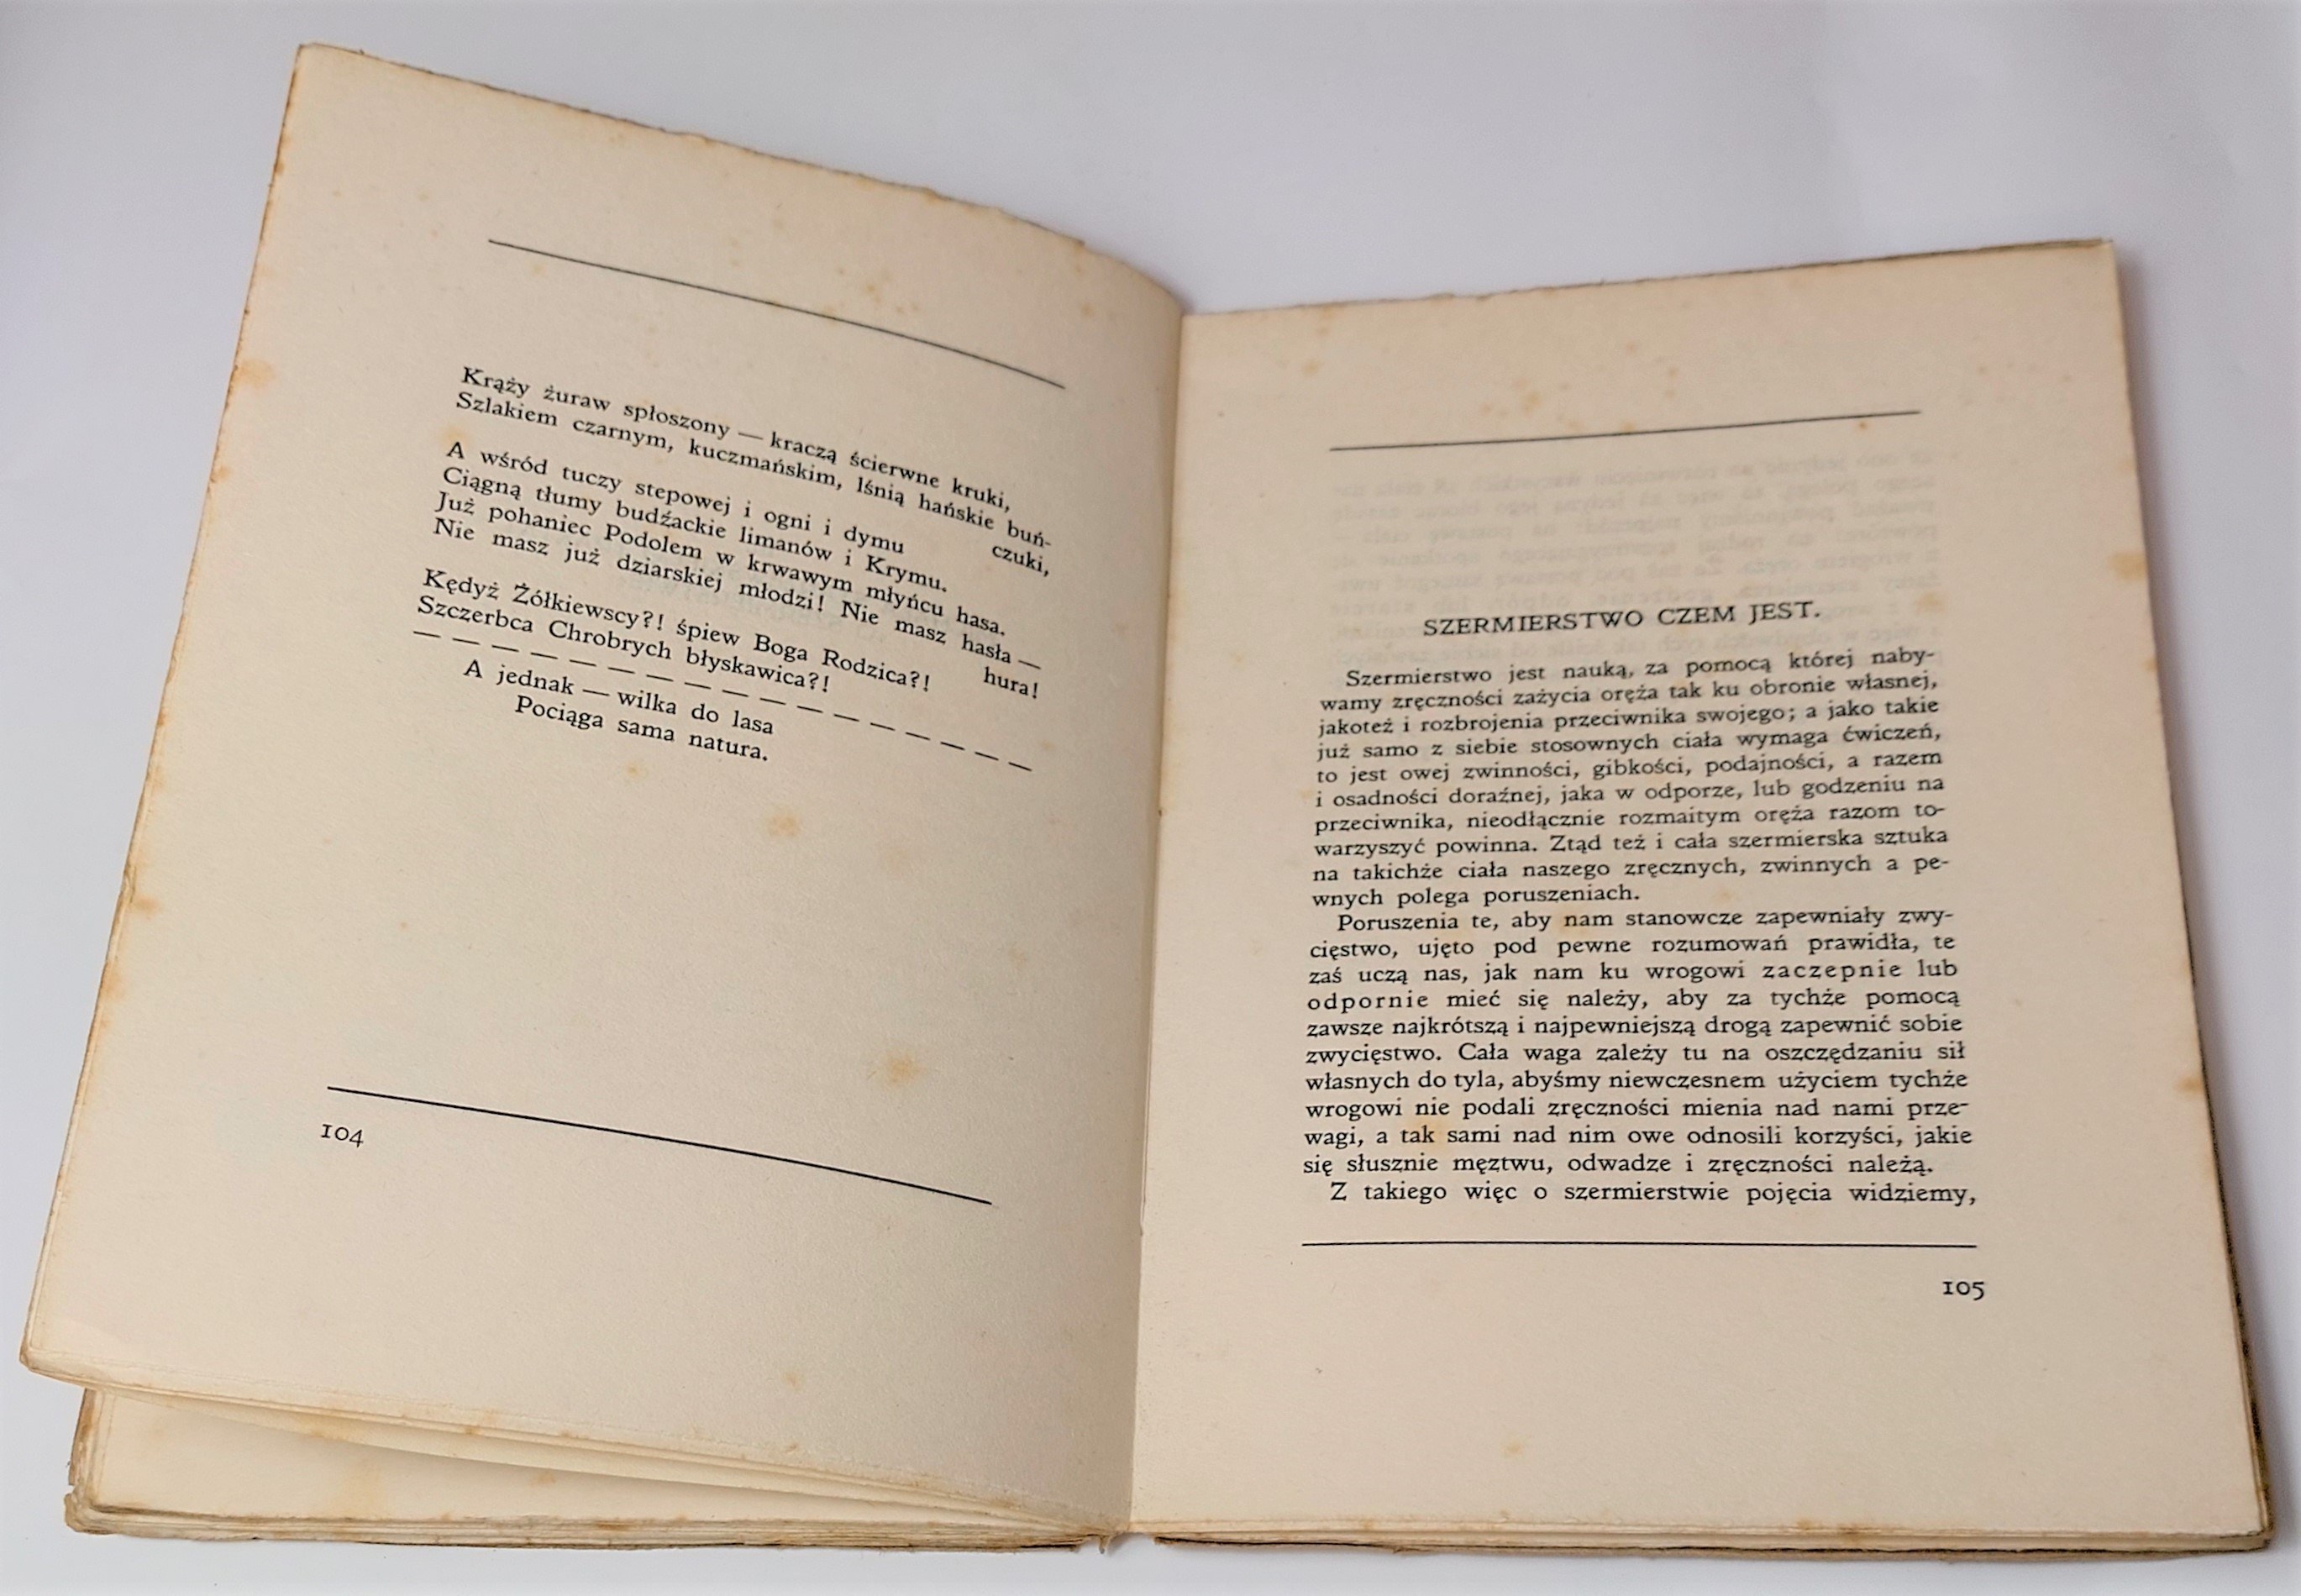 Krąży żuraw spłoszony — kraczą ścierwne kruki,
Szlakiem czarnym, kuczmańskim, lśnią hańskie buń-
czuki,
A wśród tuczy stepowej i ogni i dymu
Ciągną tłumy budźackie limanów i Krymu.
Już pohaniec Podolem w krwawym młyńcu hasa.
Nie masz już dziarskiej młodzi! Nie masz hasła —
hura!
Kędyż Żółkiewscy?! śpiew Boga Rodzica?!
Szczerbca Chrobrych błyskawica?!
— — — — — — — — — — — — — — — —
A jednak — wilka do lasa
Pociąga sama natura.
104
SZERMIERSTWO CZEM JEST.
Szermierstwo jest nauką, za pomocą której naby-
wamy zręczności zażycia oręża tak ku obronie własnej,
jakoteż i rozbrojenia przeciwnika swojego; a jako takie
już samo z siebie stosownych ciała wymaga ćwiczeń,
to jest owej zwinności, gibkości, podajności, a razem
i osadności doraźnej, jaka w odporze, lub godzeniu na
przeciwnika, nieodłącznie rozmaitym oręża razom to-
warzyszyć powinna. Ztąd też i cała szermierska sztuka
na takichże ciała naszego zręcznych, zwinnych a pe-
wnych polega poruszeniach.
Poruszenia te, aby nam stanowcze zapewniały zwy-
cięstwo, ujęto pod pewne rozumowań prawidła, te
zaś uczą nas, jak nam ku wrogowi zaczepnie lub
odpornie mieć się należy, aby za tychże pomocą
zawsze najkrótszą i najpewniejszą drogą zapewnić sobie
zwycięstwo. Cała waga zależy tu na oszczędzaniu sił
własnych do tyla, abyśmy niewczesnem użyciem tychże
wrogowi nie podali zręczności mienia nad nami prze-
wagi, a tak sami nad nim owe odnosili korzyści, jakie
się słusznie męztwu, odwadze i zręczności należą.
Z takiego więc o szermierstwie pojęcia widziemy,
105